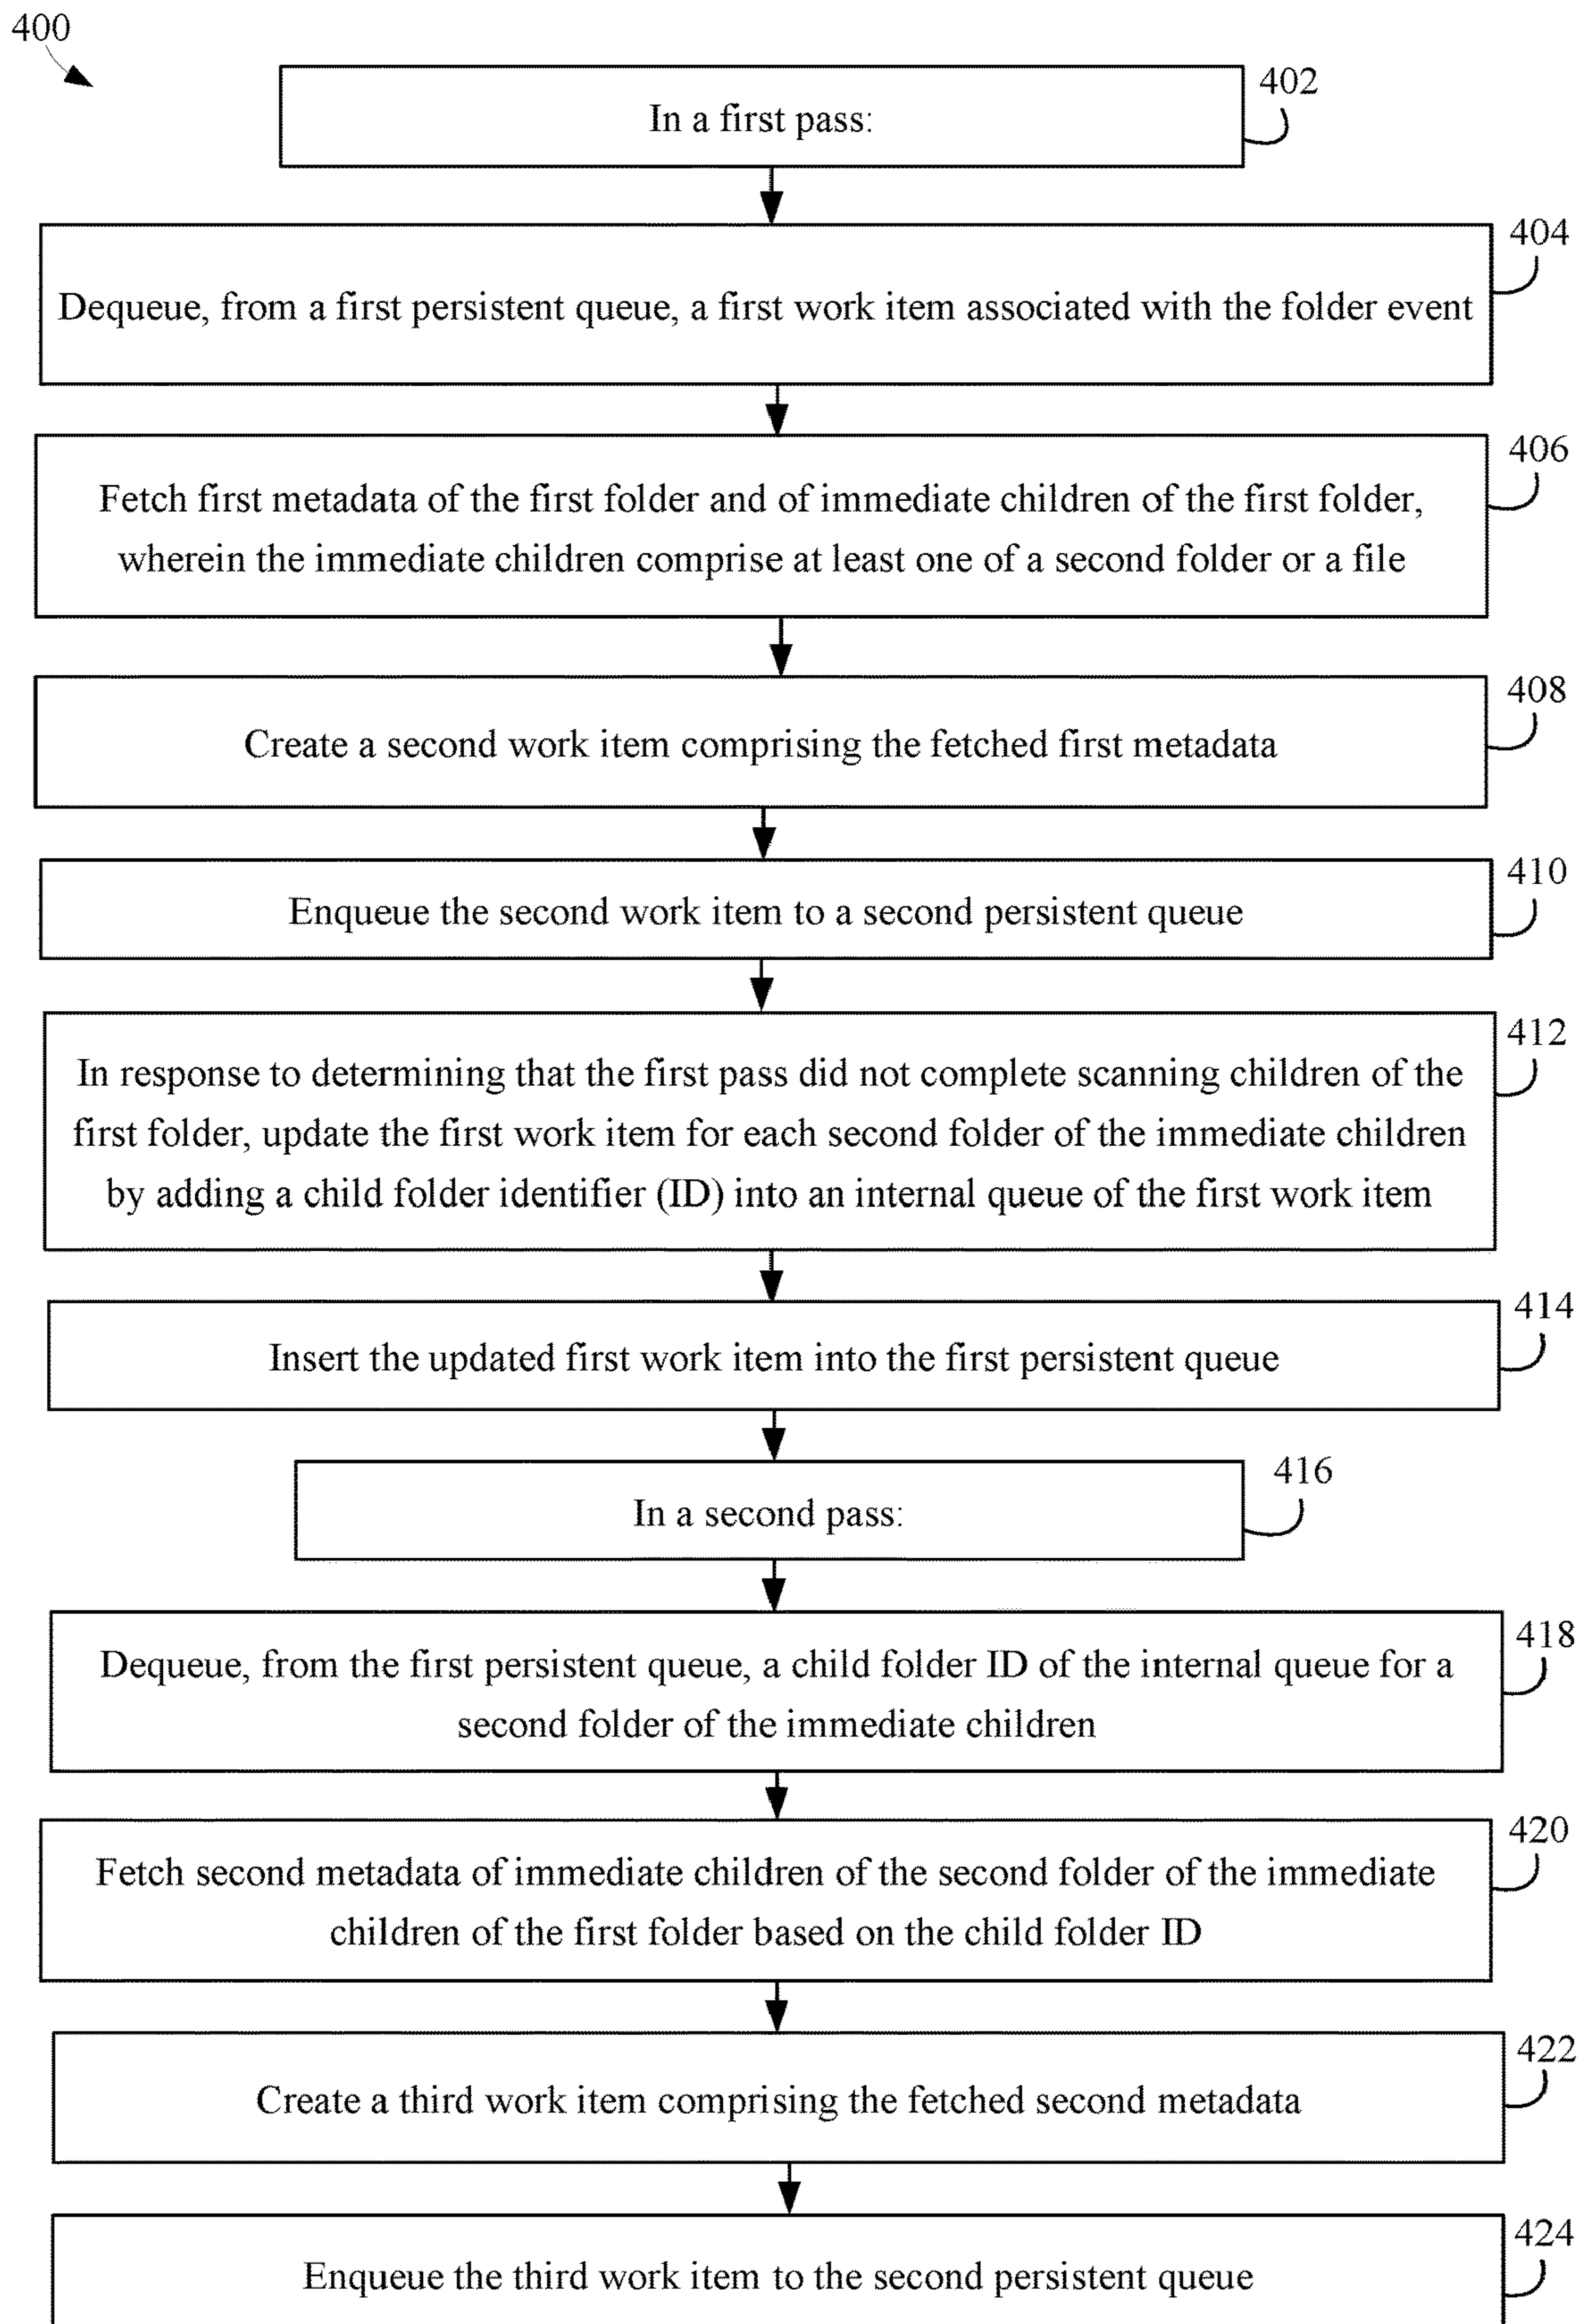 400
402
In a first pass:
404
Dequeue, from a first persistent queue, a first work item associated with the folder event
406
Fetch first metadata of the first folder and of immediate children of the first folder,
wherein the immediate children comprise at least one of a second folder or a file
408
Create a second work item comprising the fetched first metadata
410
Enqueue the second work item to a second persistent queue
412
In response to determining that the first pass did not complete scanning children of the
first folder, update the first work item for each second folder of the immediate children
by adding a child folder identifier (ID) into an internal queue of the first work item
414
Insert the updated first work item into the first persistent queue
416
In a second pass:
418
Dequeue, from the first persistent queue, a child folder ID of the internal queue for a
second folder of the immediate children
420
Fetch second metadata of immediate children of the second folder of the immediate
children of the first folder based on the child folder ID
422
Create a third work item comprising the fetched second metadata
424
Enqueue the third work item to the second persistent queue